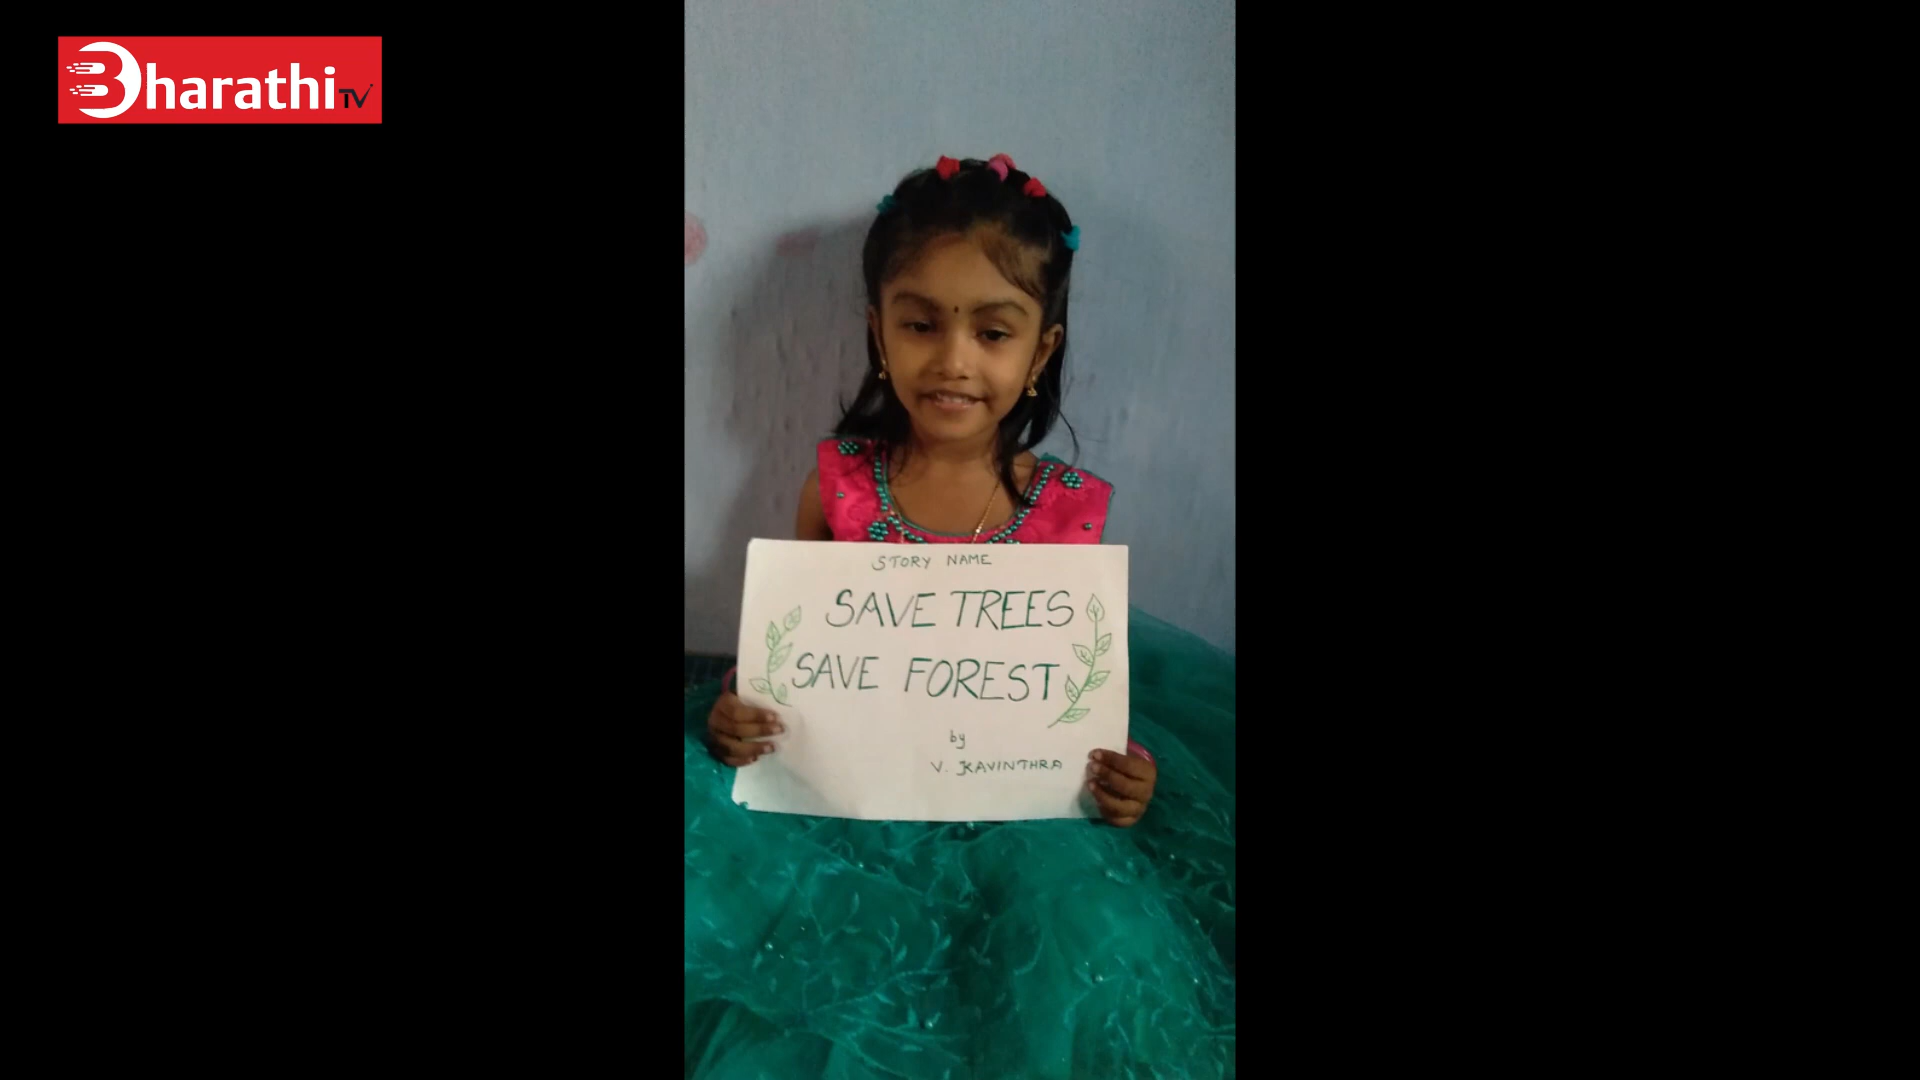 Bharathi TV
STORY NAME
SAVE TREES
SAVE FOREST
by
V. KAVINTHRA